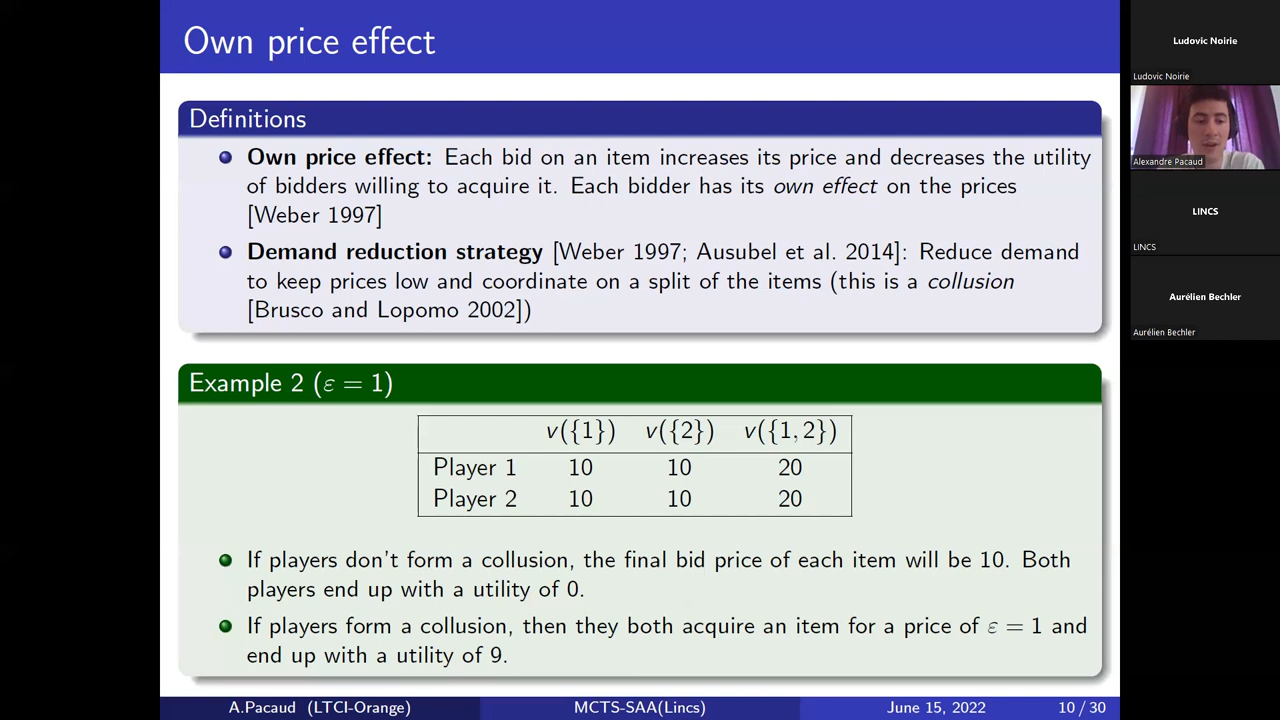 Own price effect
Definitions
Own price effect: Each bid on an item increases its price and decreases the utility
of bidders willing to acquire it. Each bidder has its own effect on the prices
[Weber 1997]
Demand reduction strategy [Weber 1997; Ausubel et al. 2014]: Reduce demand
to keep prices low and coordinate on a split of the items (this is a collusion
[Brusco and Lopomo 2002])
Example 2 (ε = 1)
v({1}) v({2}) v({1, 2})
Player 1 10 10 20
Player 2 10 10 20
If players don't form a collusion, the final bid price of each item will be 10. Both
players end up with a utility of 0.
If players form a collusion, then they both acquire an item for a price of ε = 1 and
end up with a utility of 9.
A.Pacaud (LTCI-Orange) MCTS-SAA(Lincs) June 15, 2022 10 / 30
Ludovic Noirie
Ludovic Noirie
Alexandre Pacaud
LINCS
LINCS
Aurélien Bechler
Aurélien Bechler